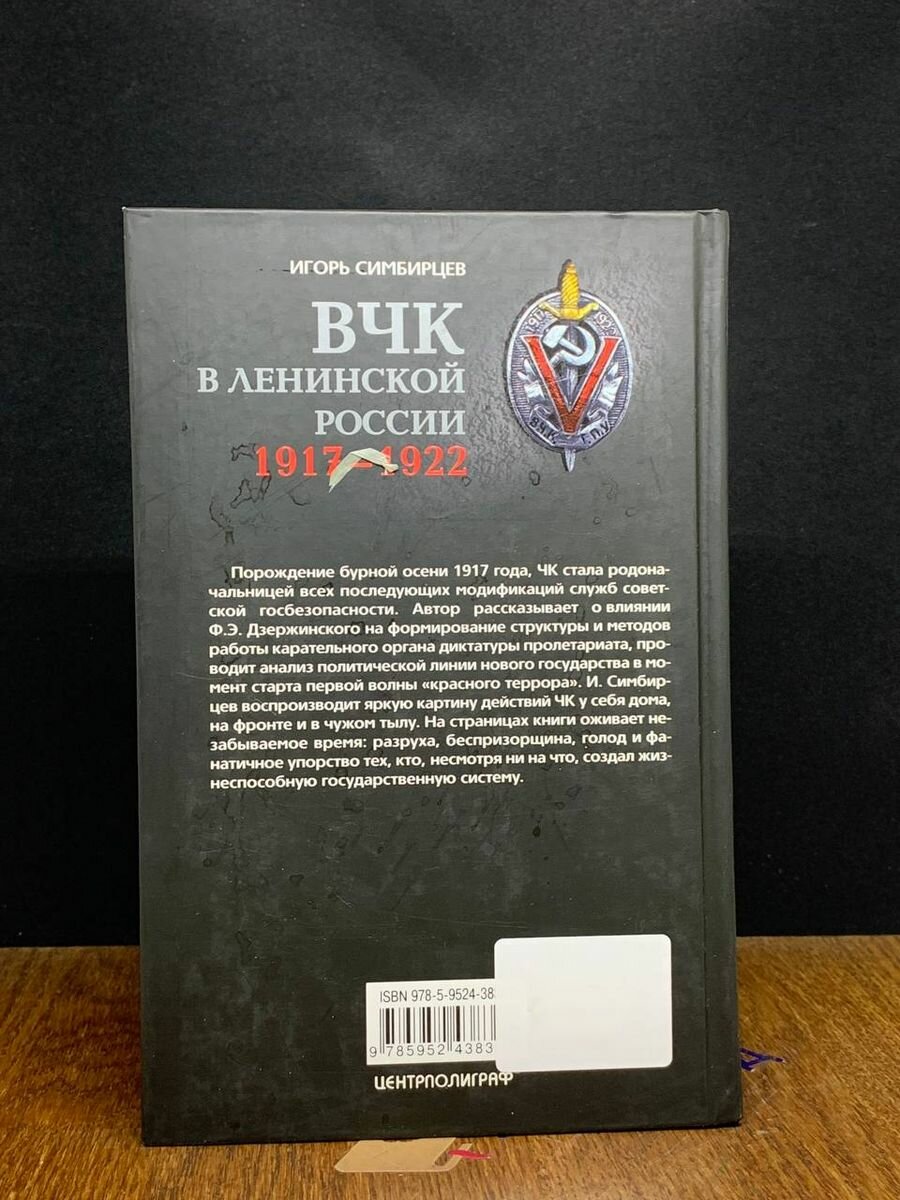 ИГОРЬ СИМБИРЦЕВ
ВЧК
В ЛЕНИНСКОЙ
РОССИИ
1917–1922
1917 1922
V
ВЧК Г.П.У
Порождение бурной осени 1917 года, ЧК стала родона-
чальницей всех последующих модификаций служб совет-
ской госбезопасности. Автор рассказывает о влиянии
Ф.Э. Дзержинского на формирование структуры и методов
работы карательного органа диктатуры пролетариата, про-
водит анализ политической линии нового государства в мо-
мент старта первой волны «красного террора». И. Симбир-
цев воспроизводит яркую картину действий ЧК у себя дома,
на фронте и в чужом тылу. На страницах книги оживает не-
забываемое время: разруха, беспризорщина, голод и фа-
натичное упорство тех, кто, несмотря ни на что, создал жиз-
неспособную государственную систему.
ISBN 978-5-9524-38
9 785952 4383
ЦЕНТРПОЛИГРАФ